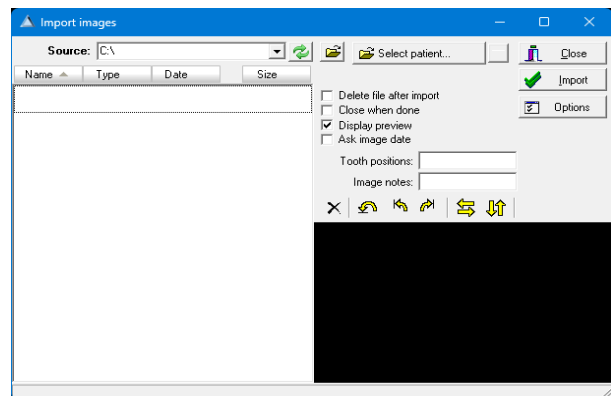 Import images
Source: C:\
Select patient...
Close
Name Type Date Size
Import
Options
Delete file after import
Close when done
Display preview
Ask image date
Tooth positions:
Image notes: